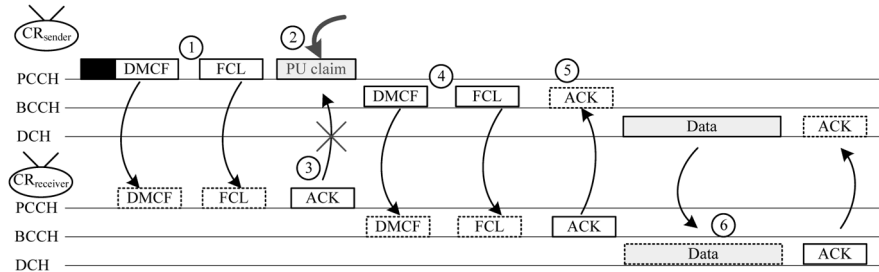 CRsender
1
2
DMCF
FCL
PU claim
PCCH
4
5
DMCF
FCL
ACK
BCCH
Data
ACK
DCH
3
CRreceiver
DMCF
FCL
ACK
PCCH
DMCF
FCL
ACK
6
BCCH
Data
ACK
DCH